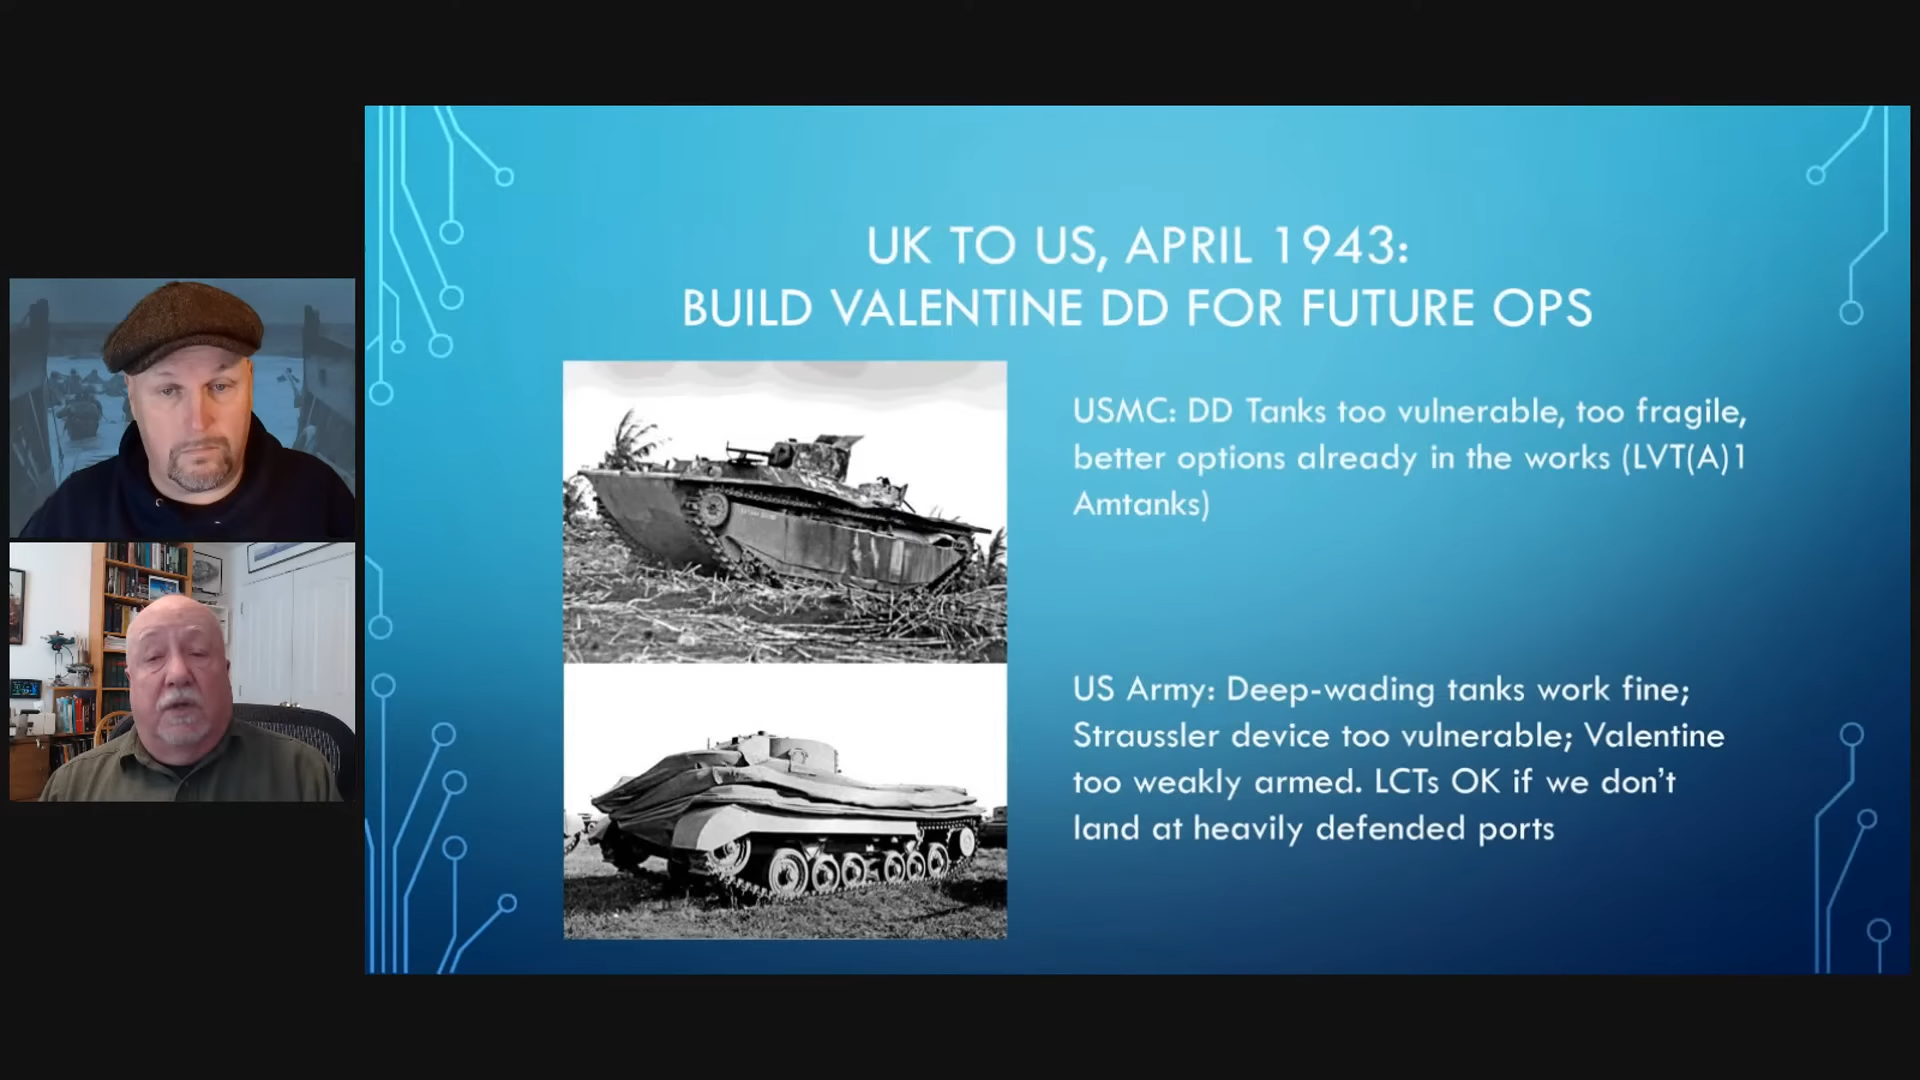 UK TO US, APRIL 1943:
BUILD VALENTINE DD FOR FUTURE OPS
USMC: DD Tanks too vulnerable, too fragile,
better options already in the works (LVT(A)1
Amtanks)
US Army: Deep-wading tanks work fine;
Straussler device too vulnerable; Valentine
too weakly armed. LCTs OK if we don't
land at heavily defended ports